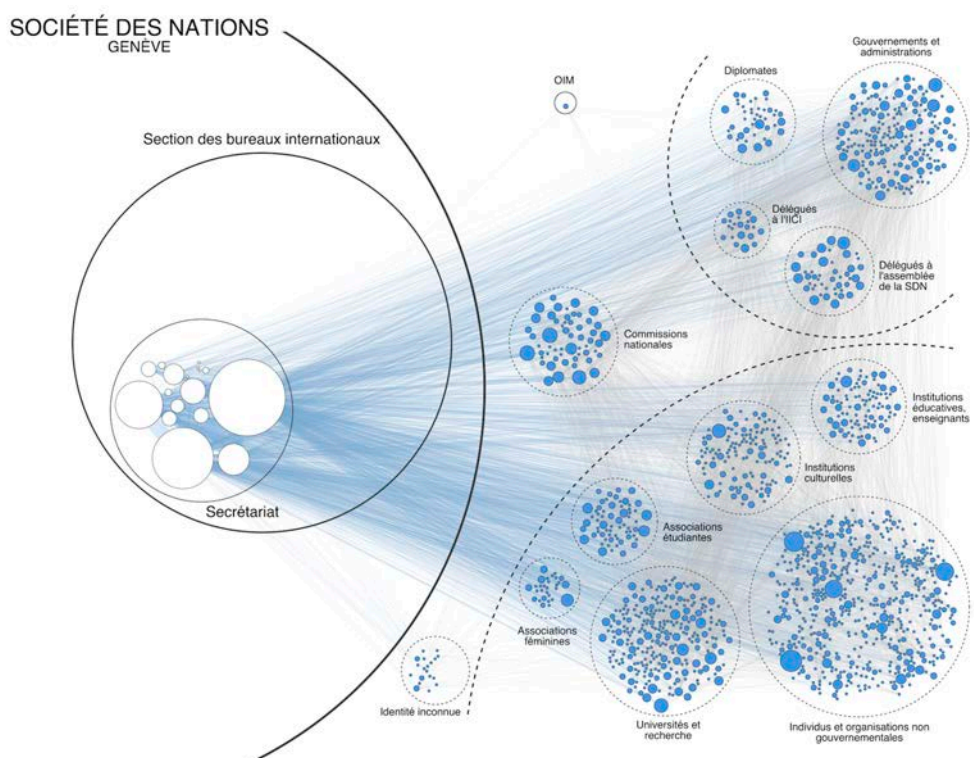 SOCIÉTÉ DES NATIONS
GENÈVE
Section des bureaux internationaux
Secrétariat
OIM
Diplomates
Gouvernements et
administrations
Délégués
à l'IICI
Délégués à
l'assemblée
de la SDN
Commissions
nationales
Institutions
éducatives,
enseignants
Institutions
culturelles
Associations
étudiantes
Associations
féminines
Identité inconnue
Universités et
recherche
Individus et organisations non
gouvernementales